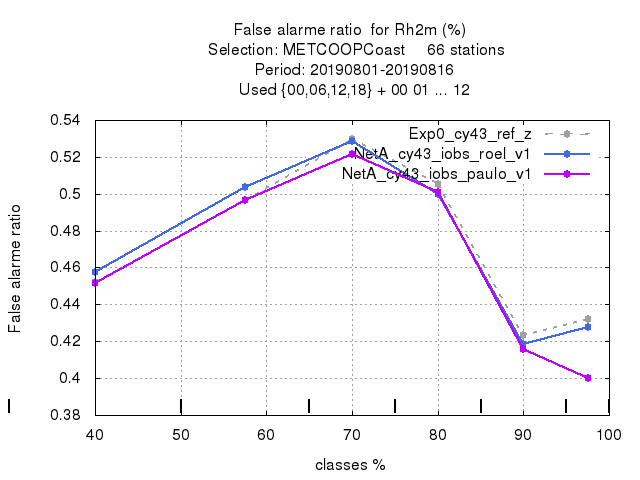 False alarme ratio  for Rh2m (%)
Selection: METCOOPCoast     66 stations
Period: 20190801-20190816
Used {00,06,12,18} + 00 01 ... 12
0.54
Exp0_cy43_ref_z
0.52
NetA_cy43_iobs_roel_v1
NetA_cy43_iobs_paulo_v1
0.5
0.48
0.46
0.44
0.42
0.4
0.38
False alarme ratio
40 50 60 70 80 90 100
classes %